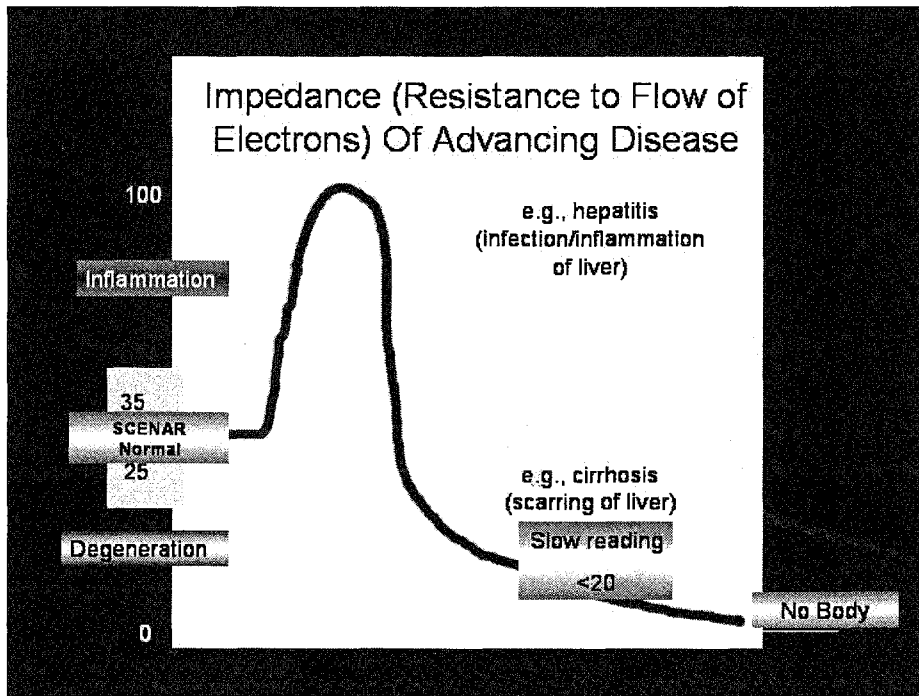 Impedance (Resistance to Flow of
Electrons) Of Advancing Disease
100
e.g., hepatitis
(infection/inflammation
of liver)
Inflammation
35
SCENAR
Normal
25
e.g., cirrhosis
(scarring of liver)
Degeneration
Slow reading
<20
No Body
0